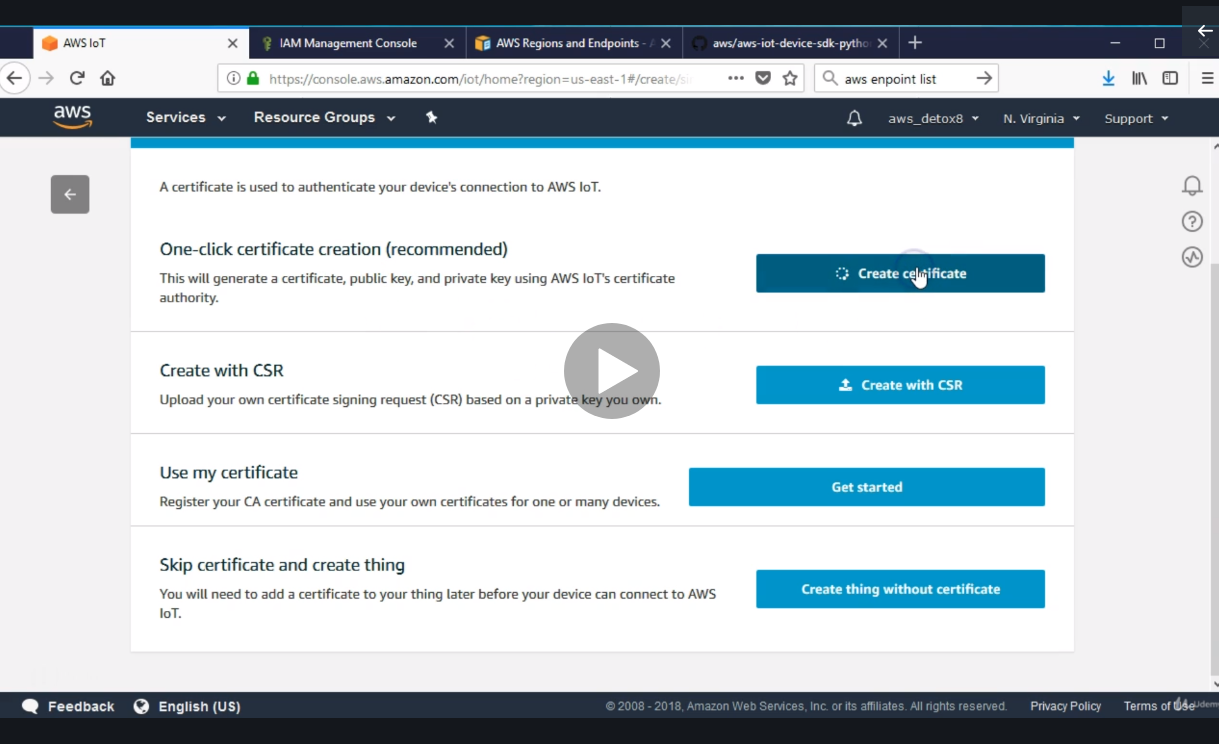 AWS IoT
IAM Management Console
AWS Regions and Endpoints - A
aws/aws-iot-device-sdk-pytho
https://console.aws.amazon.com/iot/home?region=us-east-1#/create/si
aws enpoint list
aws
Services
Resource Groups
aws_detox8
N. Virginia
Support
A certificate is used to authenticate your device's connection to AWS IoT.
One-click certificate creation (recommended)
This will generate a certificate, public key, and private key using AWS IoT's certificate
authority.
Create certificate
Create with CSR
Upload your own certificate signing request (CSR) based on a private key you own.
Create with CSR
Use my certificate
Register your CA certificate and use your own certificates for one or many devices.
Get started
Skip certificate and create thing
You will need to add a certificate to your thing later before your device can connect to AWS
IoT.
Create thing without certificate
Feedback
English (US)
© 2008 - 2018, Amazon Web Services, Inc. or its affiliates. All rights reserved.
Privacy Policy
Terms of Use
Udemy